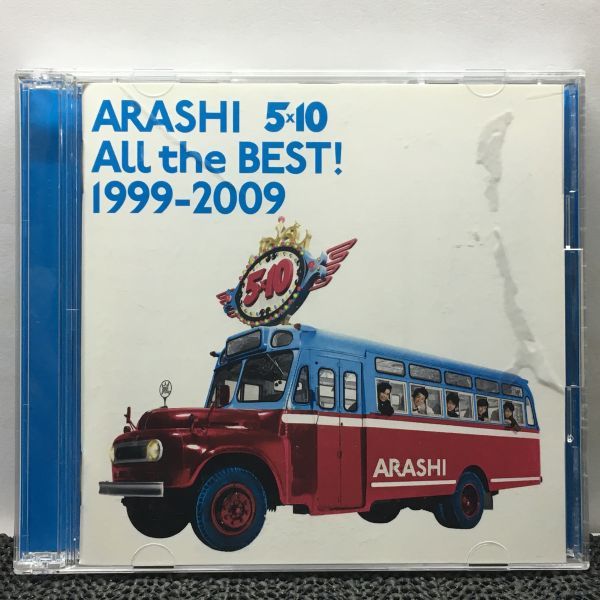 ARASHI 5×10
All the BEST!
1999-2009
5×10
ARASHI